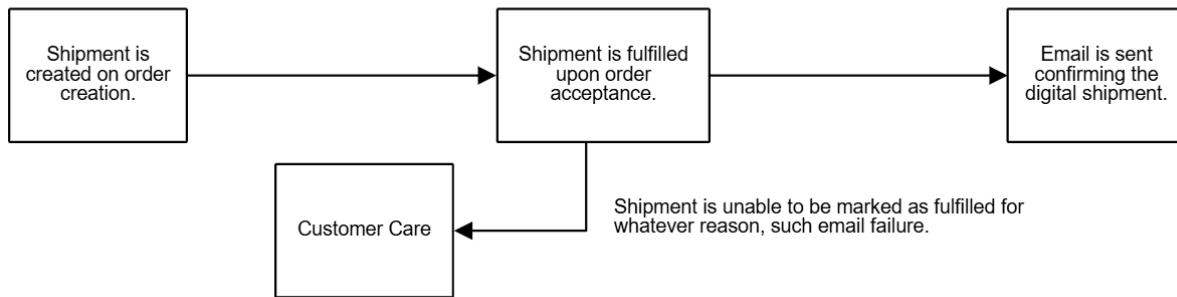 Shipment is
created on order
creation.
Shipment is fulfilled
upon order
acceptance.
Email is sent
confirming the
digital shipment.
Customer Care
Shipment is unable to be marked as fulfilled for
whatever reason, such email failure.